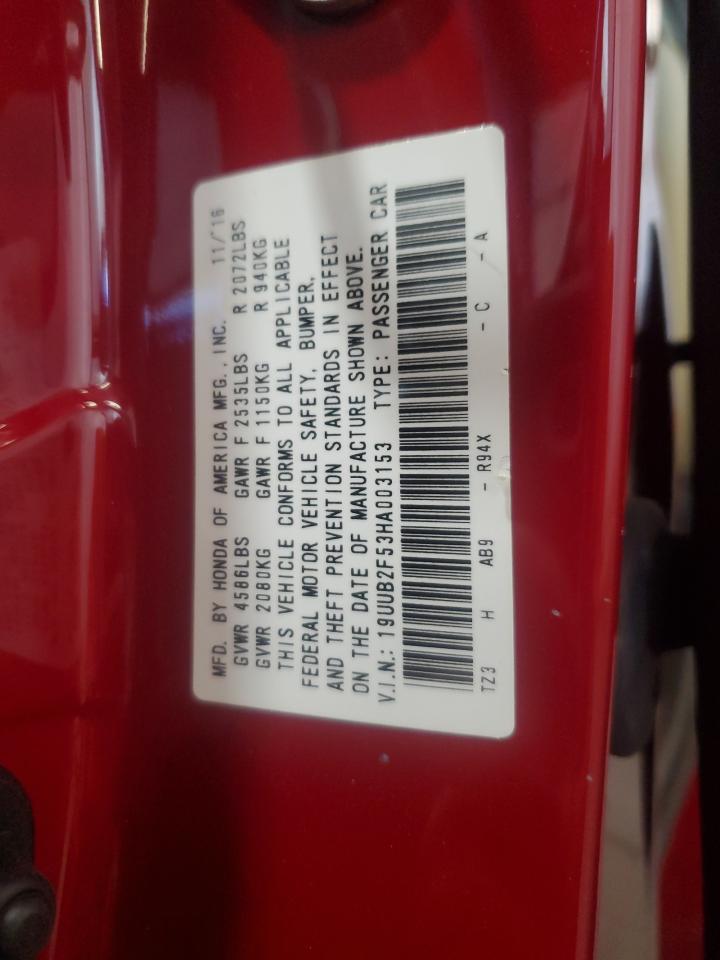 MFD. BY HONDA OF AMERICA MFG., INC. 11/'16
GVWR 4586LBS GAWR F 2535LBS R 2072LBS
GVWR 2080KG GAWR F 1150KG R 940KG
THIS VEHICLE CONFORMS TO ALL APPLICABLE
FEDERAL MOTOR VEHICLE SAFETY, BUMPER,
AND THEFT PREVENTION STANDARDS IN EFFECT
ON THE DATE OF MANUFACTURE SHOWN ABOVE.
V.I.N.: 19UUB2F53HA003153 TYPE: PASSENGER CAR
TZ3 H AB9 - R94X - C - A